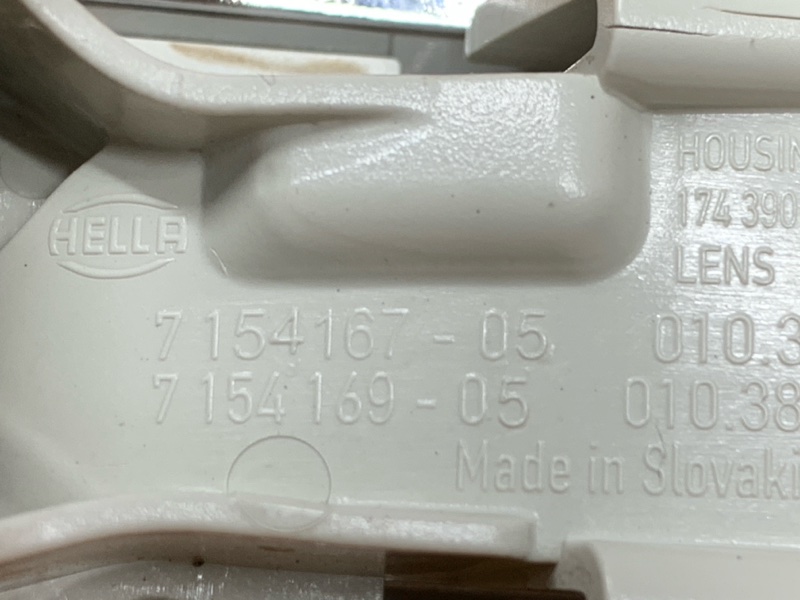 HOUSIN
174 390
LENS
HELLA
7 154167 - 05 010.3
7 154 169 - 05 010.38
Made in Slovaki